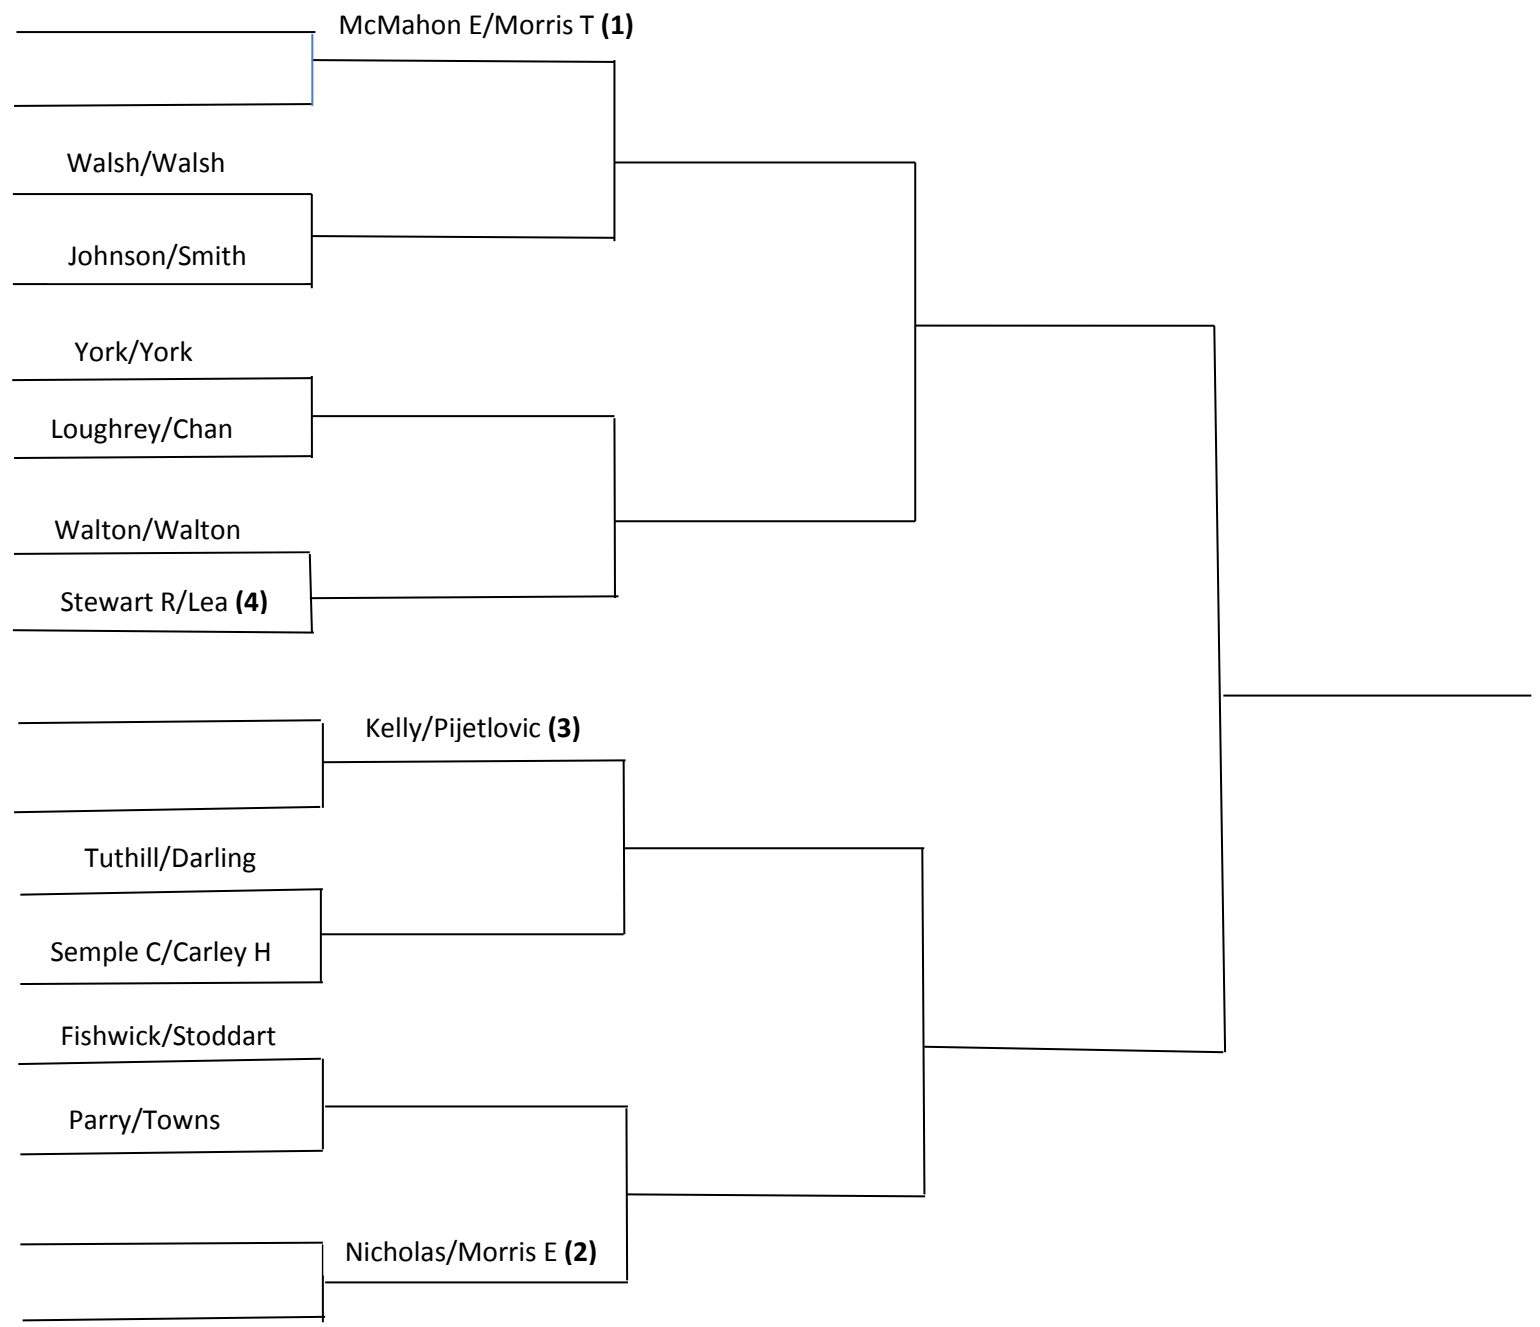 McMahon E/Morris T (1)
Walsh/Walsh
Johnson/Smith
York/York
Loughrey/Chan
Walton/Walton
Stewart R/Lea (4)
Kelly/Pijetlovic (3)
Tuthill/Darling
Semple C/Carley H
Fishwick/Stoddart
Parry/Towns
Nicholas/Morris E (2)